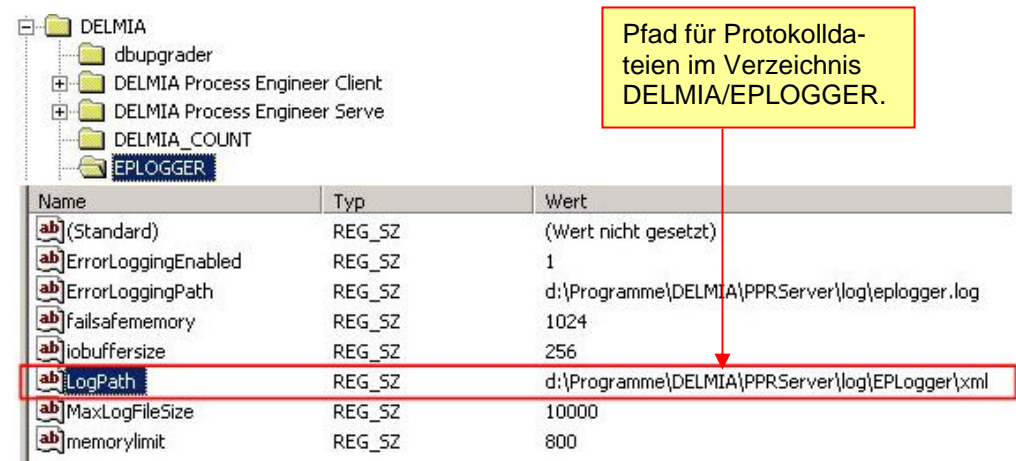 DELMIA
dbupgrader
DELMIA Process Engineer Client
DELMIA Process Engineer Serve
DELMIA_COUNT
EPLOGGER
Pfad für Protokollda-
teien im Verzeichnis
DELMIA/EPLOGGER.
Name Typ Wert
(Standard) REG_SZ (Wert nicht gesetzt)
ErrorLoggingEnabled REG_SZ 1
ErrorLoggingPath REG_SZ d:\Programme\DELMIA\PPRServer\log\eplogger.log
failsafememory REG_SZ 1024
iobuffersize REG_SZ 256
LogPath REG_SZ d:\Programme\DELMIA\PPRServer\log\EPLogger\xml
MaxLogFileSize REG_SZ 10000
memorylimit REG_SZ 800